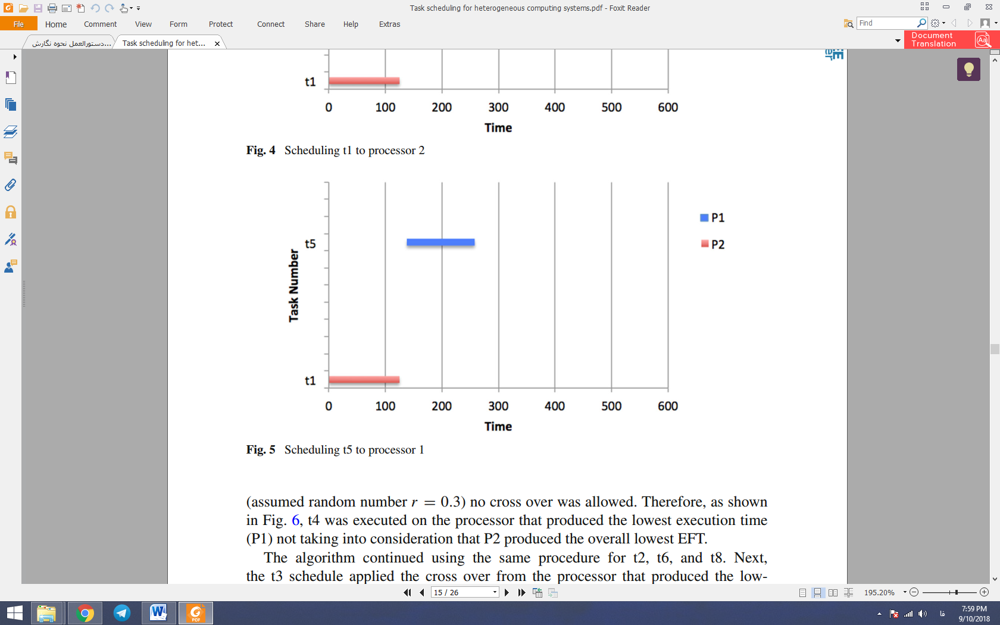 Task scheduling for heterogeneous computing systems.pdf - Foxit Reader
File Home Comment View Form Protect Connect Share Help Extras
Find
دستورالعمل نحوه نگارش...
Task scheduling for het...
Document
Translation
Aa
t1
0 100 200 300 400 500 600
Time
Fig. 4 Scheduling t1 to processor 2
P1
t5
P2
Task Number
t1
0 100 200 300 400 500 600
Time
Fig. 5 Scheduling t5 to processor 1
(assumed random number r = 0.3) no cross over was allowed. Therefore, as shown
in Fig. 6, t4 was executed on the processor that produced the lowest execution time
(P1) not taking into consideration that P2 produced the overall lowest EFT.
The algorithm continued using the same procedure for t2, t6, and t8. Next,
the t3 schedule applied the cross over from the processor that produced the low-
15 / 26
195.20%
PDF
فا
7:59 PM
9/10/2018